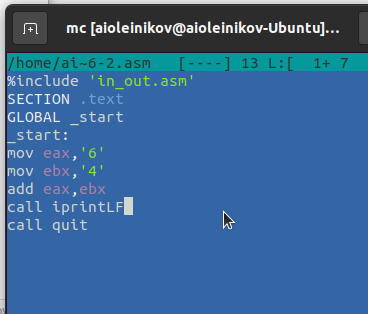 mc [aioleinikov@aioleinikov-Ubuntu]...
/home/ai~6-2.asm [----] 13 L:[ 1+ 7
%include 'in_out.asm'
SECTION .text
GLOBAL _start
_start:
mov eax,'6'
mov ebx,'4'
add eax,ebx
call iprintLF
call quit